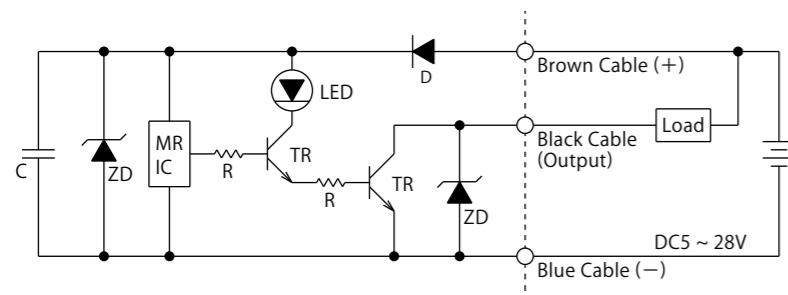 D
Brown Cable (+)
LED
Black Cable
(Output)
Load
MR
IC
C
ZD
R
TR
R
TR
ZD
DC5 ~ 28V
Blue Cable (−)